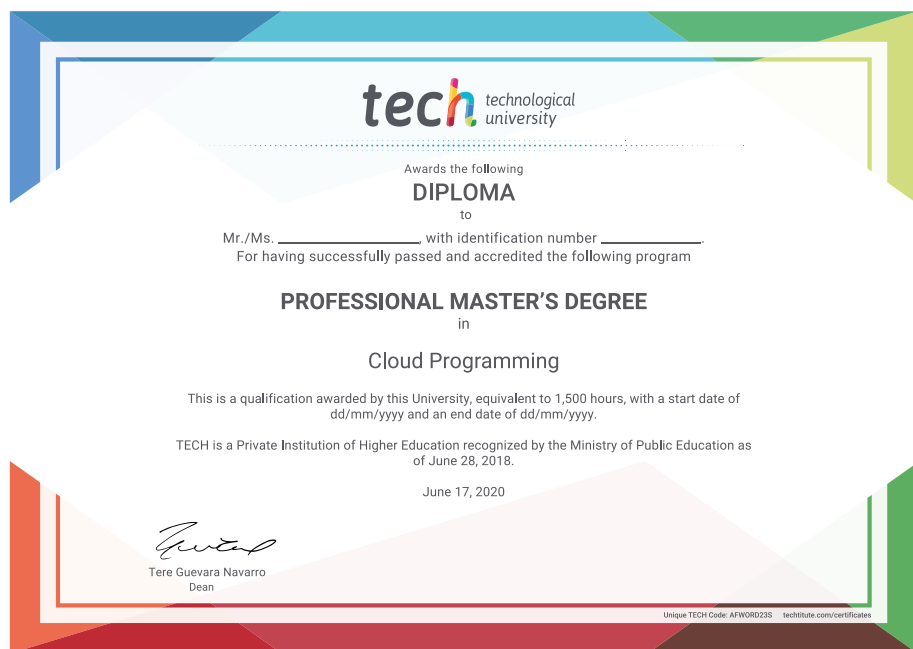 tech technological
university
Awards the following
DIPLOMA
to
Mr./Ms. ____________________, with identification number ______________.
For having successfully passed and accredited the following program
PROFESSIONAL MASTER'S DEGREE
in
Cloud Programming
This is a qualification awarded by this University, equivalent to 1,500 hours, with a start date of
dd/mm/yyyy and an end date of dd/mm/yyyy.
TECH is a Private Institution of Higher Education recognized by the Ministry of Public Education as
of June 28, 2018.
June 17, 2020
Tere Guevara Navarro
Dean
Unique TECH Code: AFWORD23S techtitute.com/certificates